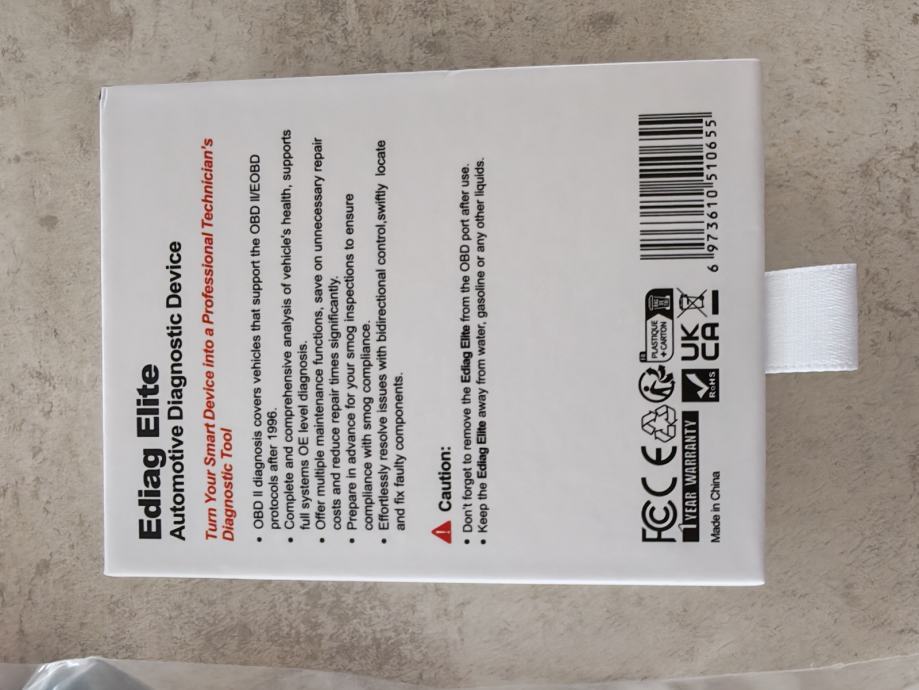 Ediag Elite
Automotive Diagnostic Device
Turn Your Smart Device into a Professional Technician's
Diagnostic Tool
• OBD II diagnosis covers vehicles that support the OBD II/EOBD
protocols after 1996.
• Complete and comprehensive analysis of vehicle's health, supports
full systems OE level diagnosis.
• Offer multiple maintenance functions, save on unnecessary repair
costs and reduce repair times significantly.
• Prepare in advance for your smog inspections to ensure
compliance with smog compliance.
• Effortlessly resolve issues with bidirectional control,swiftly locate
and fix faulty components.
Caution:
• Don't forget to remove the Ediag Elite from the OBD port after use.
• Keep the Ediag Elite away from water, gasoline or any other liquids.
FCC CE
FR
PLASTIQUE
+ CARTON
1 YEAR WARRANTY
RoHS
UK
CA
Made in China
6 973610 510655